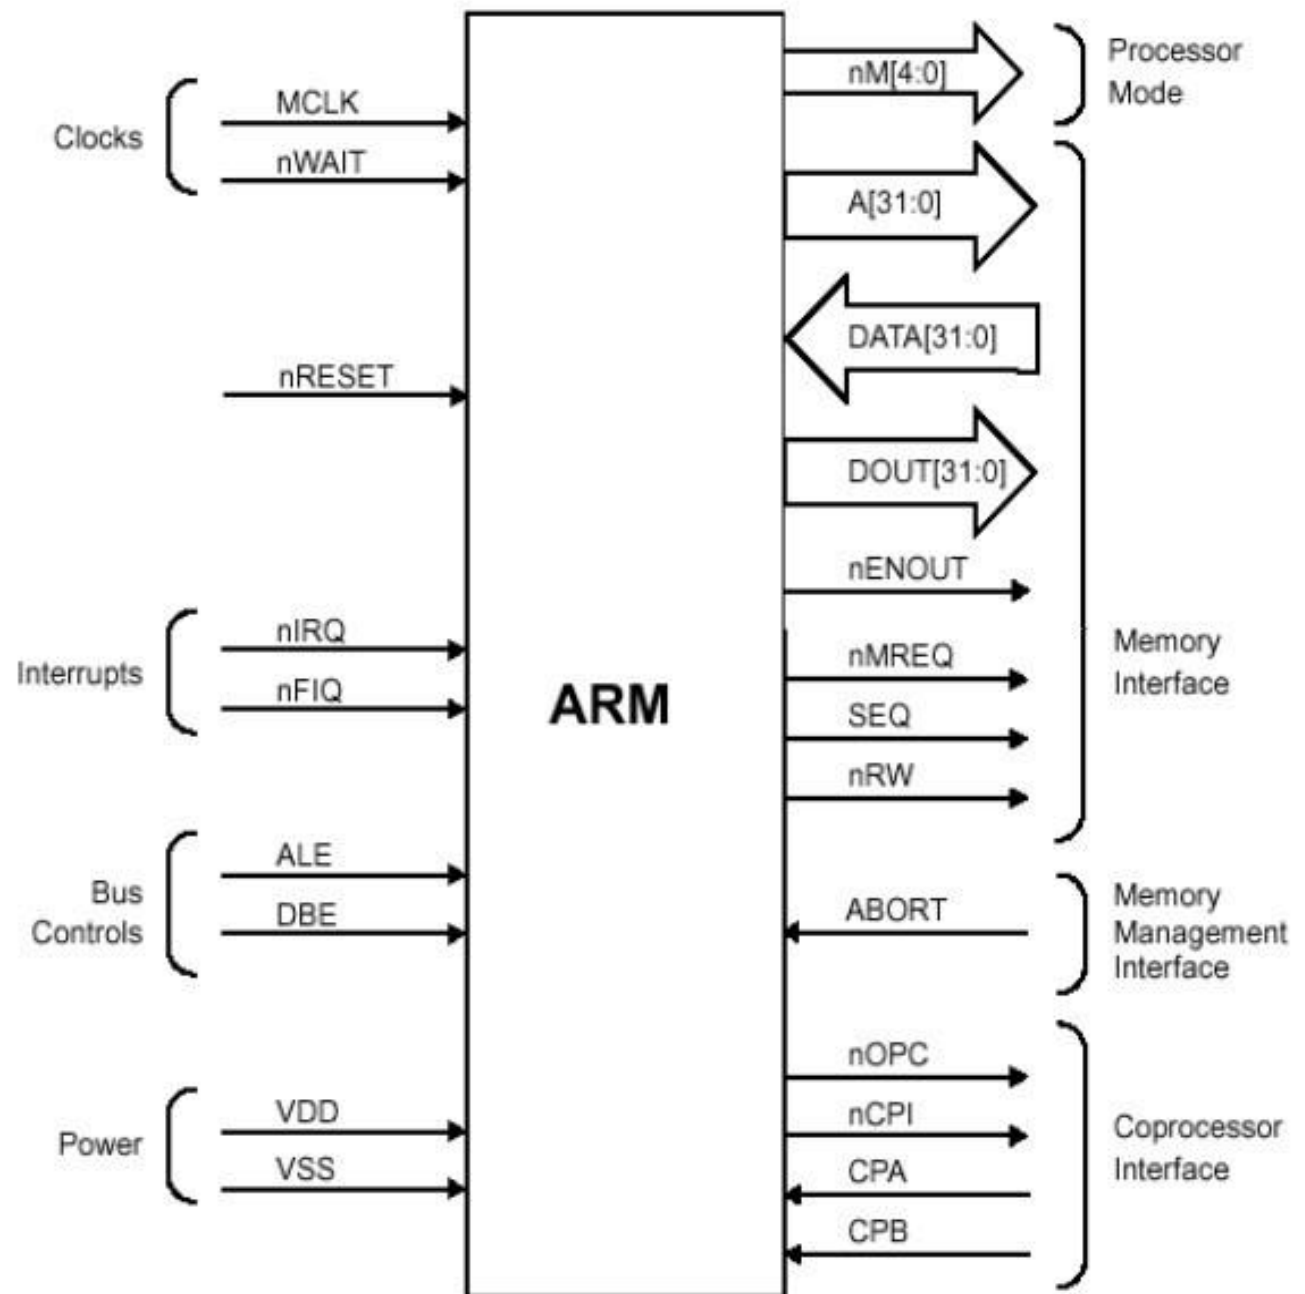 Clocks
MCLK
nWAIT
nRESET
Interrupts
nIRQ
nFIQ
Bus
Controls
ALE
DBE
Power
VDD
VSS
ARM
nM[4:0]
Processor
Mode
A[31:0]
DATA[31:0]
DOUT[31:0]
nENOUT
nMREQ
SEQ
nRW
Memory
Interface
ABORT
Memory
Management
Interface
nOPC
nCPI
CPA
CPB
Coprocessor
Interface